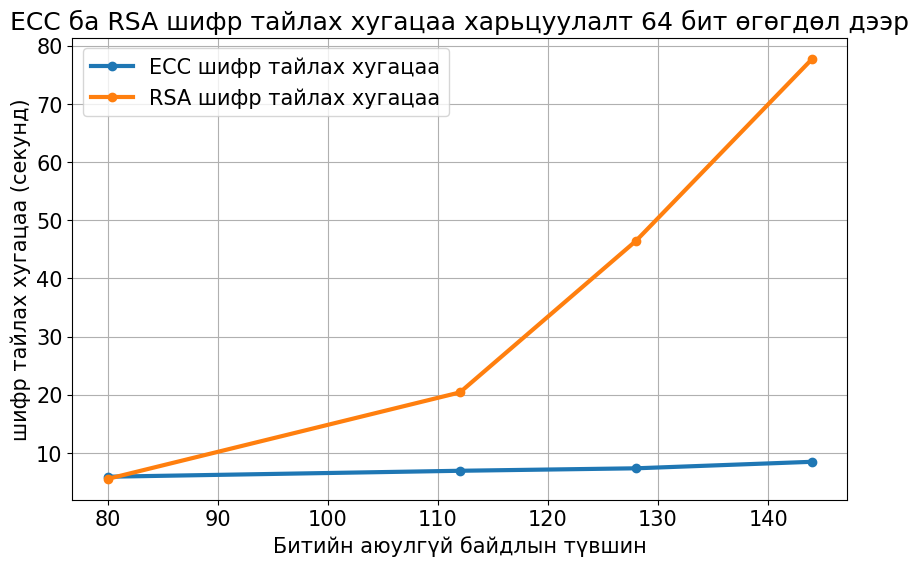 ECC ба RSA шифр тайлах хугацаа харьцуулалт 64 бит өгөгдөл дээр
ECC шифр тайлах хугацаа
RSA шифр тайлах хугацаа
шифр тайлах хугацаа (секунд)
80
70
60
50
40
30
20
10
80 90 100 110 120 130 140
Битийн аюулгүй байдлын түвшин